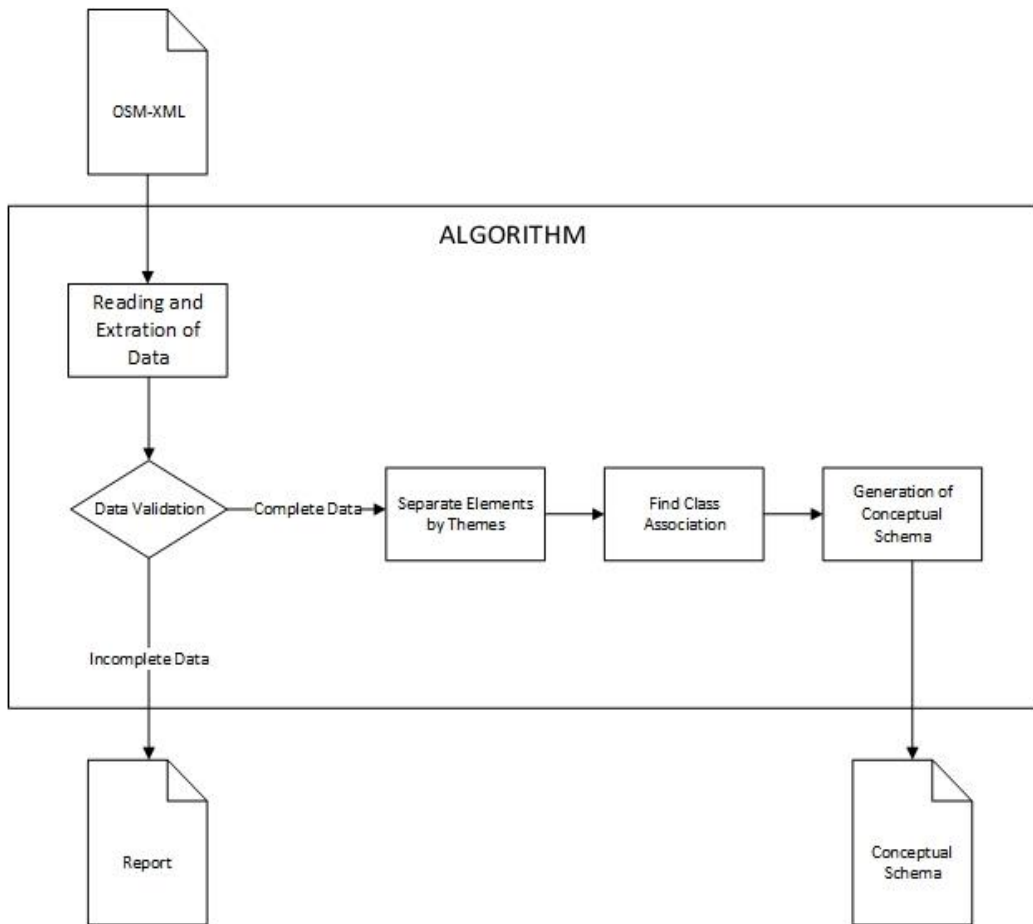 OSM-XML
ALGORITHM
Reading and
Extration of
Data
Data Validation
Complete Data
Separate Elements
by Themes
Find Class
Association
Generation of
Conceptual
Schema
Incomplete Data
Report
Conceptual
Schema